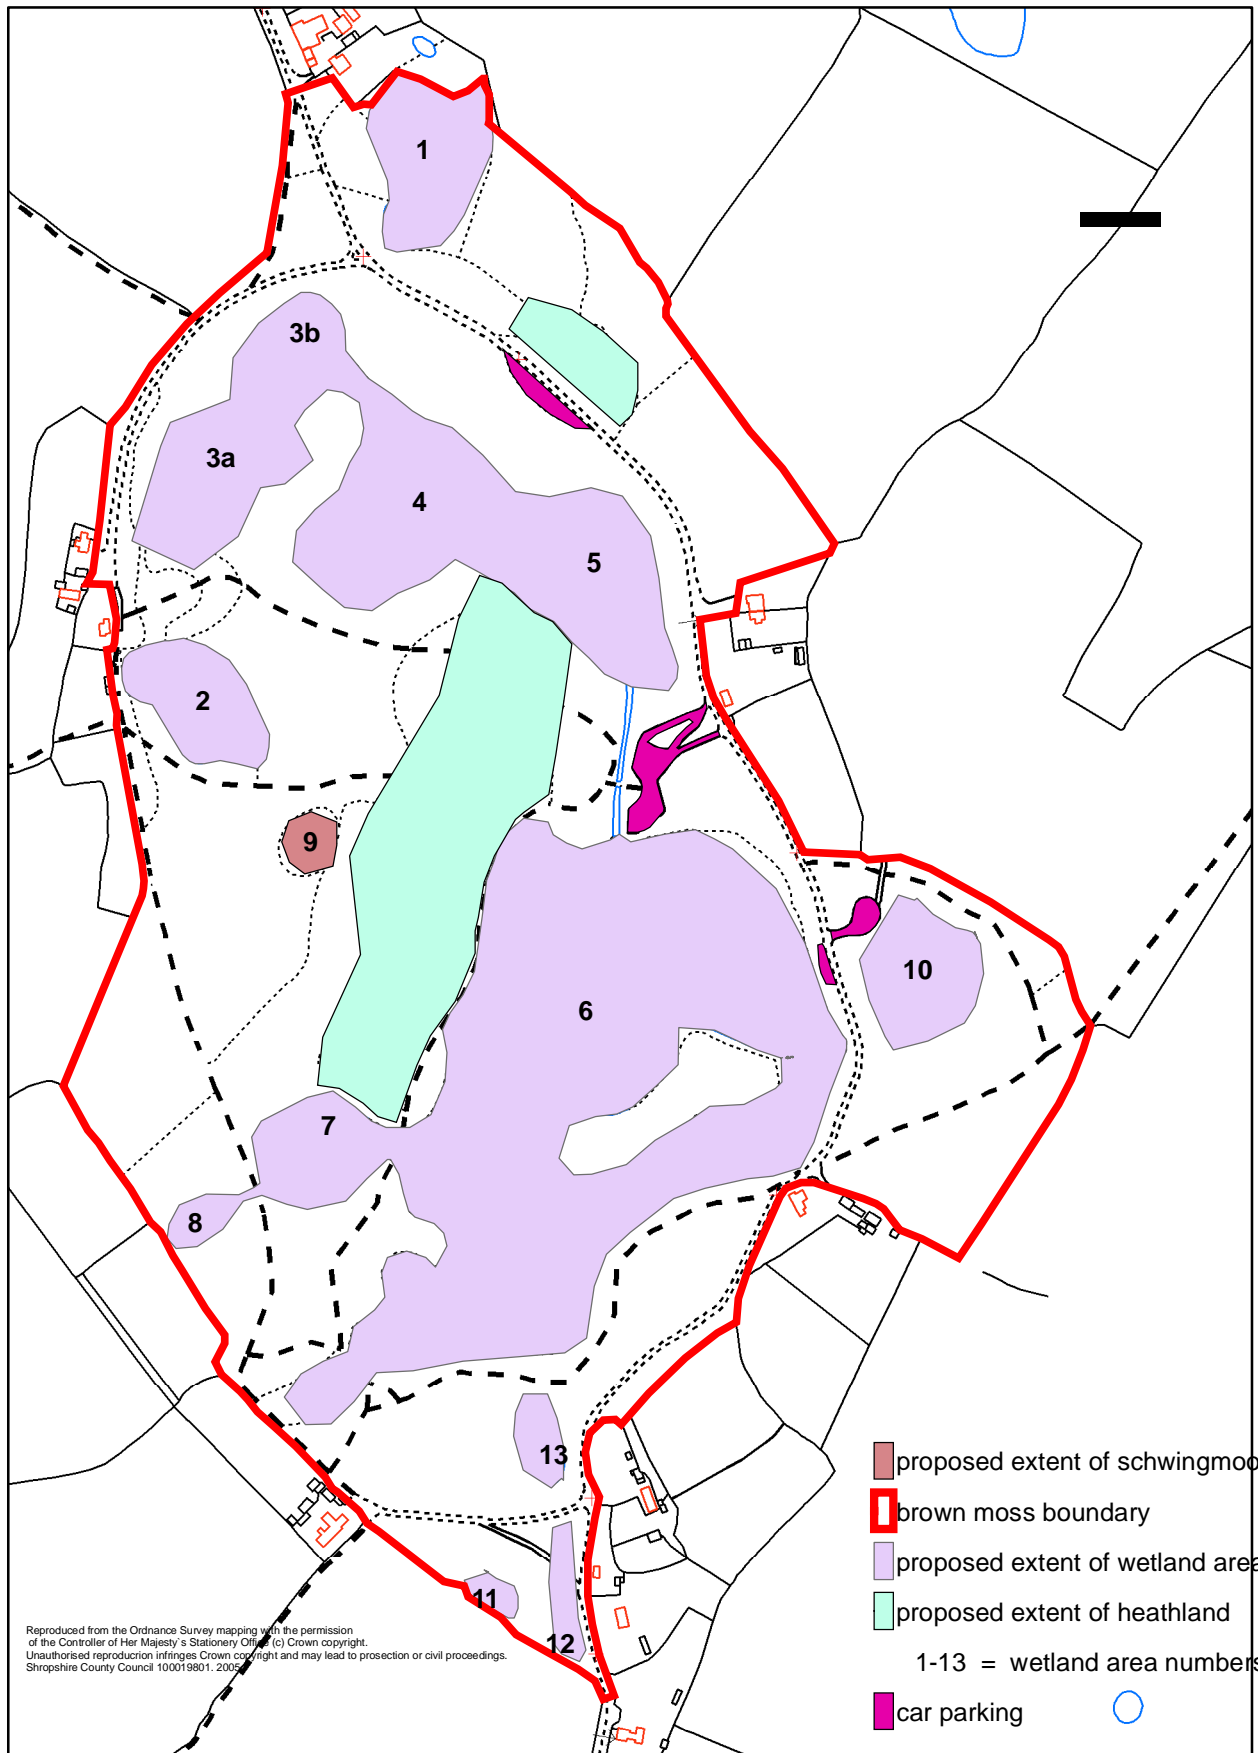 1
3b
3a
4
5
2
9
10
6
7
8
13
proposed extent of schwingmoo
brown moss boundary
proposed extent of wetland area
proposed extent of heathland
11
12
1-13 = wetland area numbers
car parking
Reproduced from the Ordnance Survey mapping with the permission
of the Controller of Her Majesty`s Stationery Office (c) Crown copyright.
Unauthorised reproducrion infringes Crown copyright and may lead to prosection or civil proceedings.
Shropshire County Council 100019801. 2005